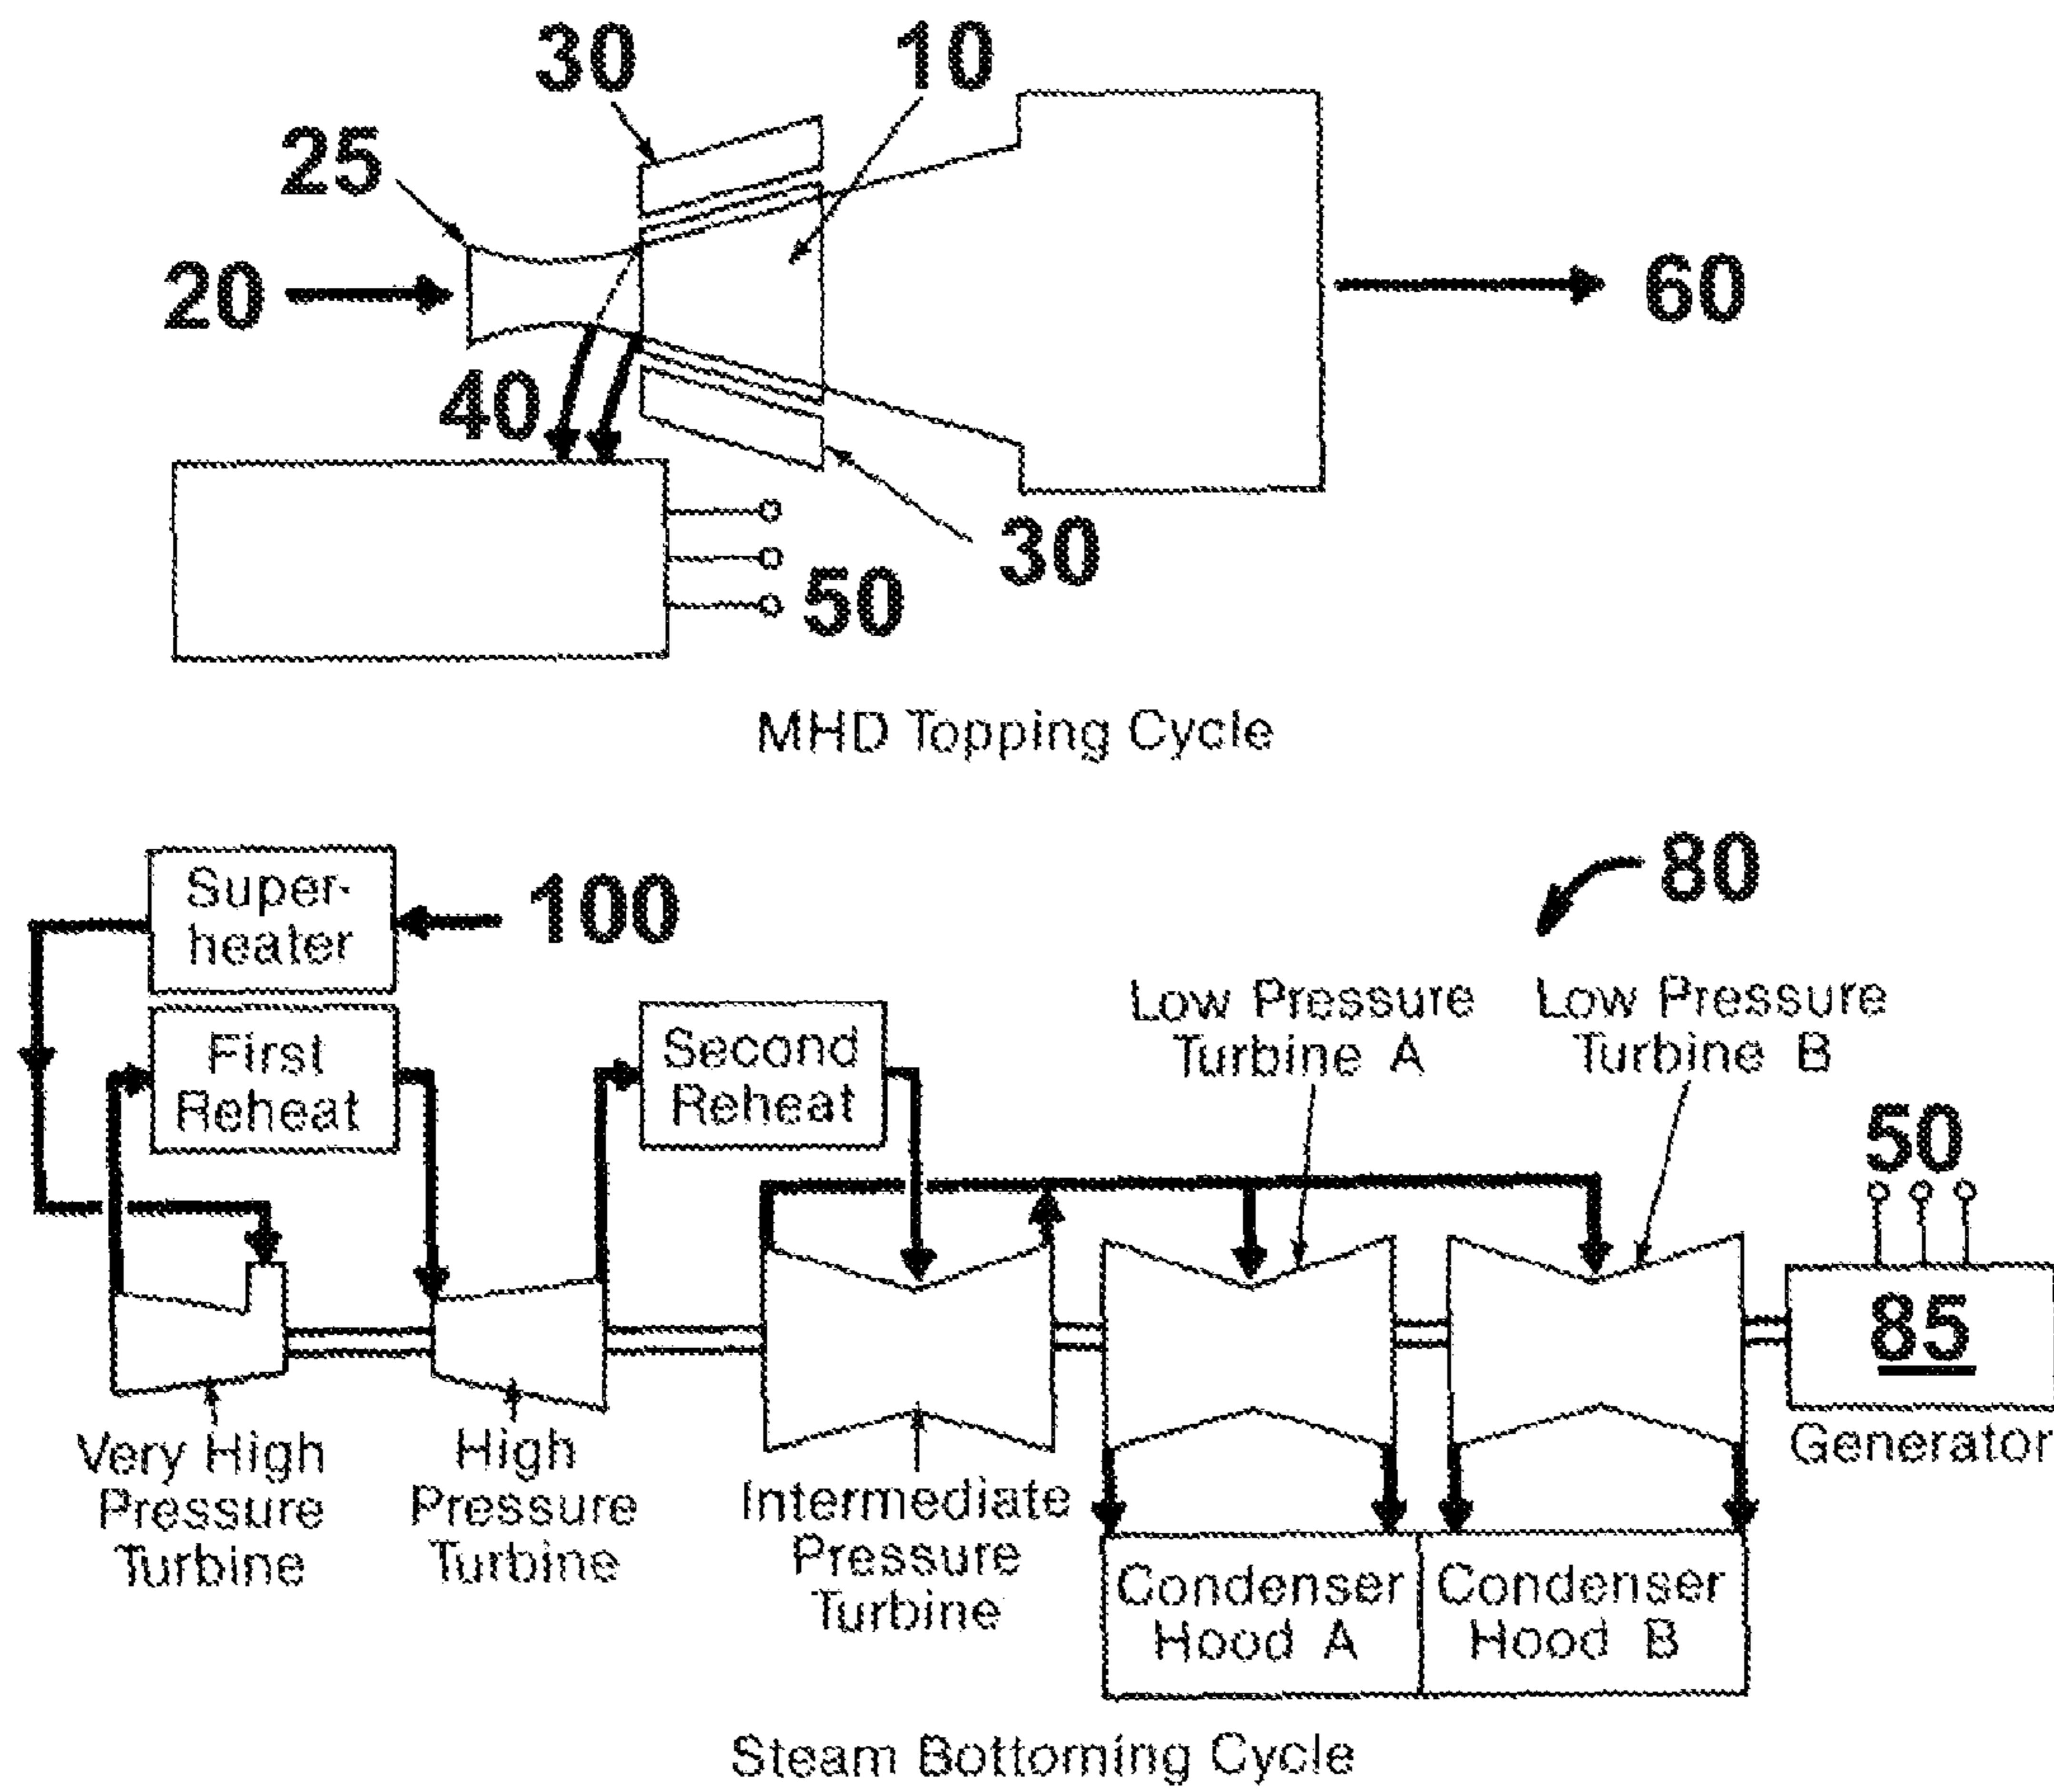 30
10
25
20
60
40
30
50
MHD Topping Cycle
80
Super-
heater
100
Low Pressure
Turbine A
Low Pressure
Turbine B
First
Reheat
Second
Reheat
50
85
Generator
Very High
Pressure
Turbine
High
Pressure
Turbine
Intermediate
Pressure
Turbine
Condenser
Hood A
Condenser
Hood B
Steam Bottoming Cycle